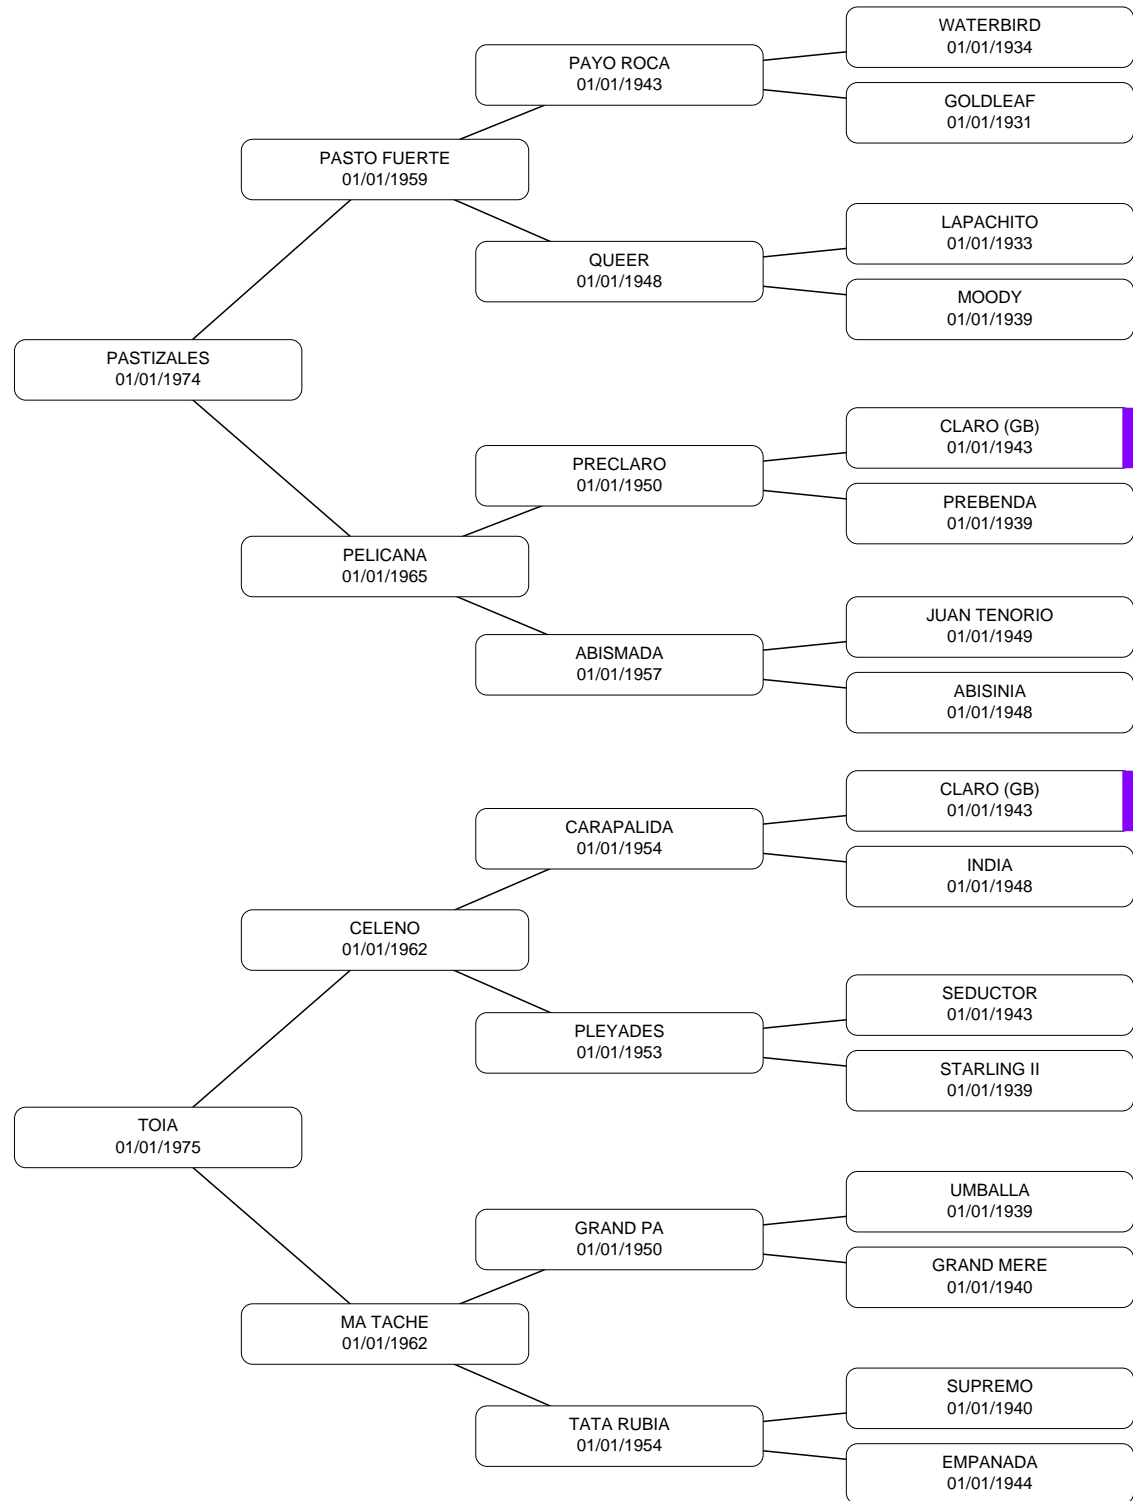 WATERBIRD
01/01/1934
PAYO ROCA
01/01/1943
GOLDLEAF
01/01/1931
PASTO FUERTE
01/01/1959
LAPACHITO
01/01/1933
QUEER
01/01/1948
MOODY
01/01/1939
PASTIZALES
01/01/1974
CLARO (GB)
01/01/1943
PRECLARO
01/01/1950
PREBENDA
01/01/1939
PELICANA
01/01/1965
JUAN TENORIO
01/01/1949
ABISMADA
01/01/1957
ABISINIA
01/01/1948
CLARO (GB)
01/01/1943
CARAPALIDA
01/01/1954
INDIA
01/01/1948
CELENO
01/01/1962
SEDUCTOR
01/01/1943
PLEYADES
01/01/1953
STARLING II
01/01/1939
TOIA
01/01/1975
UMBALLA
01/01/1939
GRAND PA
01/01/1950
GRAND MERE
01/01/1940
MA TACHE
01/01/1962
SUPREMO
01/01/1940
TATA RUBIA
01/01/1954
EMPANADA
01/01/1944